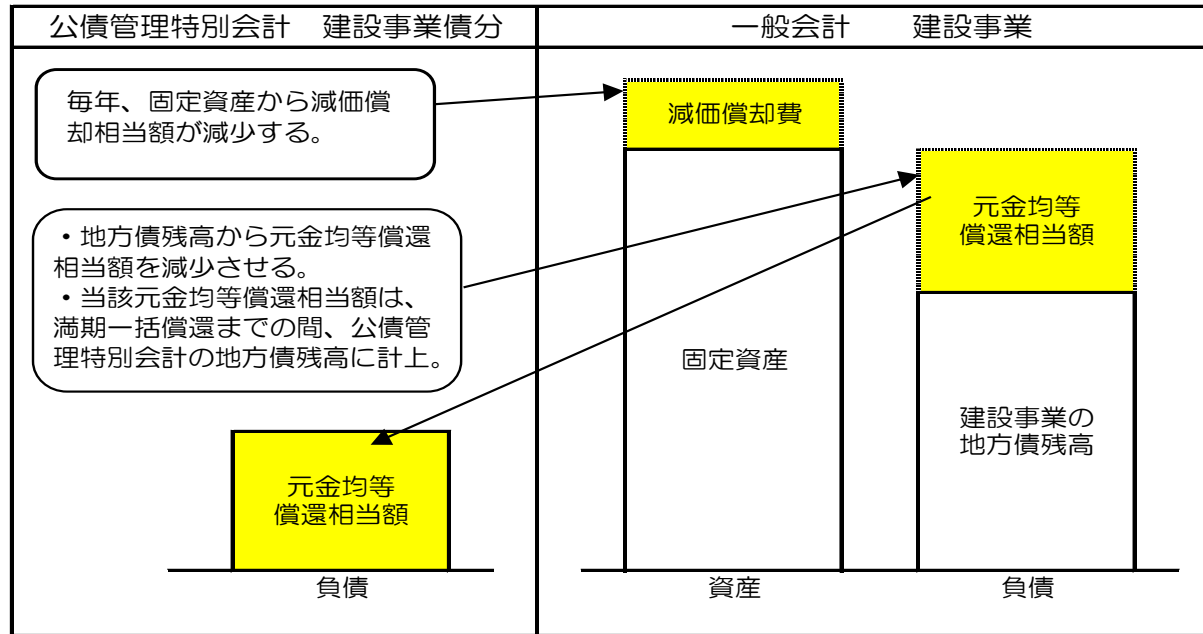 公債管理特別会計　建設事業債分
一般会計　　建設事業
毎年、固定資産から減価償
却相当額が減少する。
・地方債残高から元金均等償還
相当額を減少させる。
・当該元金均等償還相当額は、
満期一括償還までの間、公債管
理特別会計の地方債残高に計上。
元金均等
償還相当額
負債
減価償却費
固定資産
資産
元金均等
償還相当額
建設事業の
地方債残高
負債